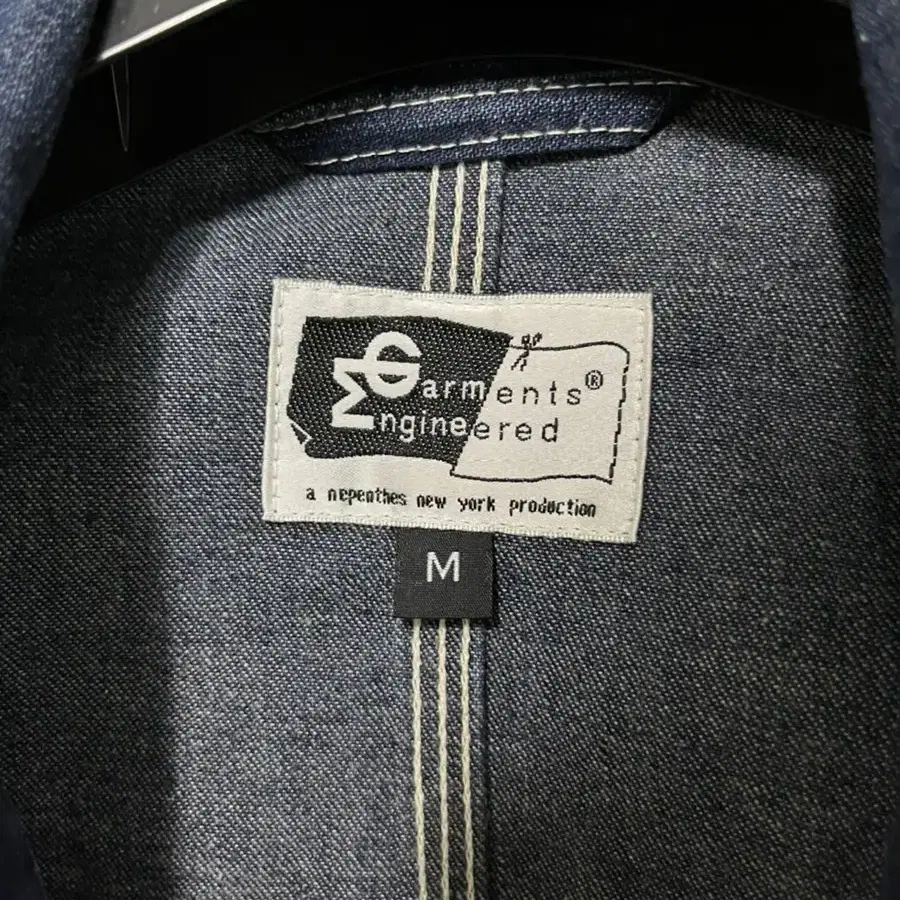 Garments®
Engineered
a nepenthes new york production
M